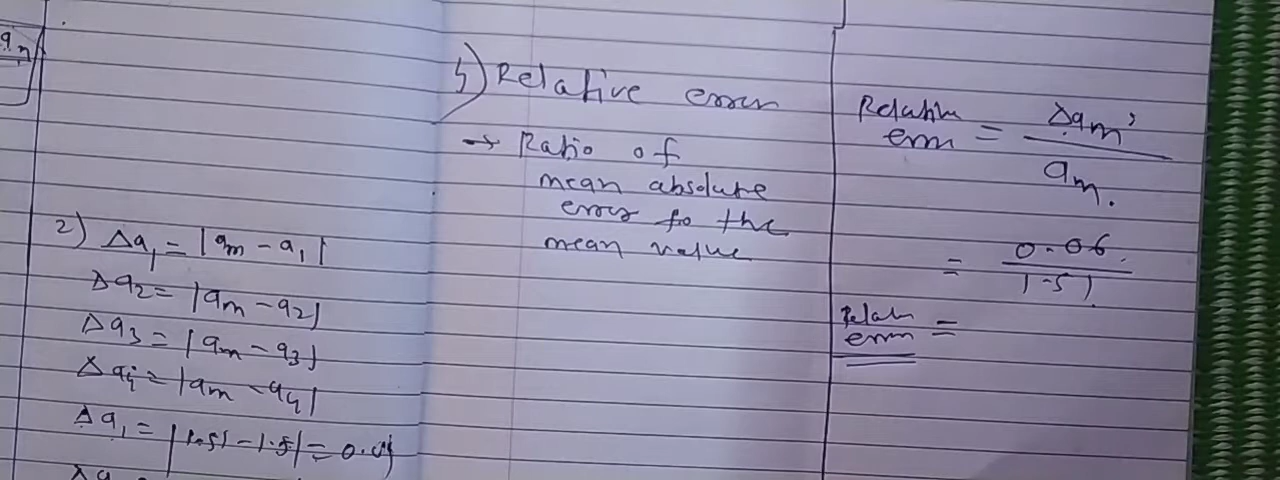 am
2) Δa₁ = |am - a₁|
Δa₂ = |am - a₂|
Δa₃ = |am - a₃|
Δa₄ = |am - a₄|
Δa₁ = |1.51 - 1.5| = 0.01
Δa
5) Relative error
→ Ratio of
mean absolute
error to the
mean value
Relative error = Δam / am.
= 0.06 / 1.51
Relative error =